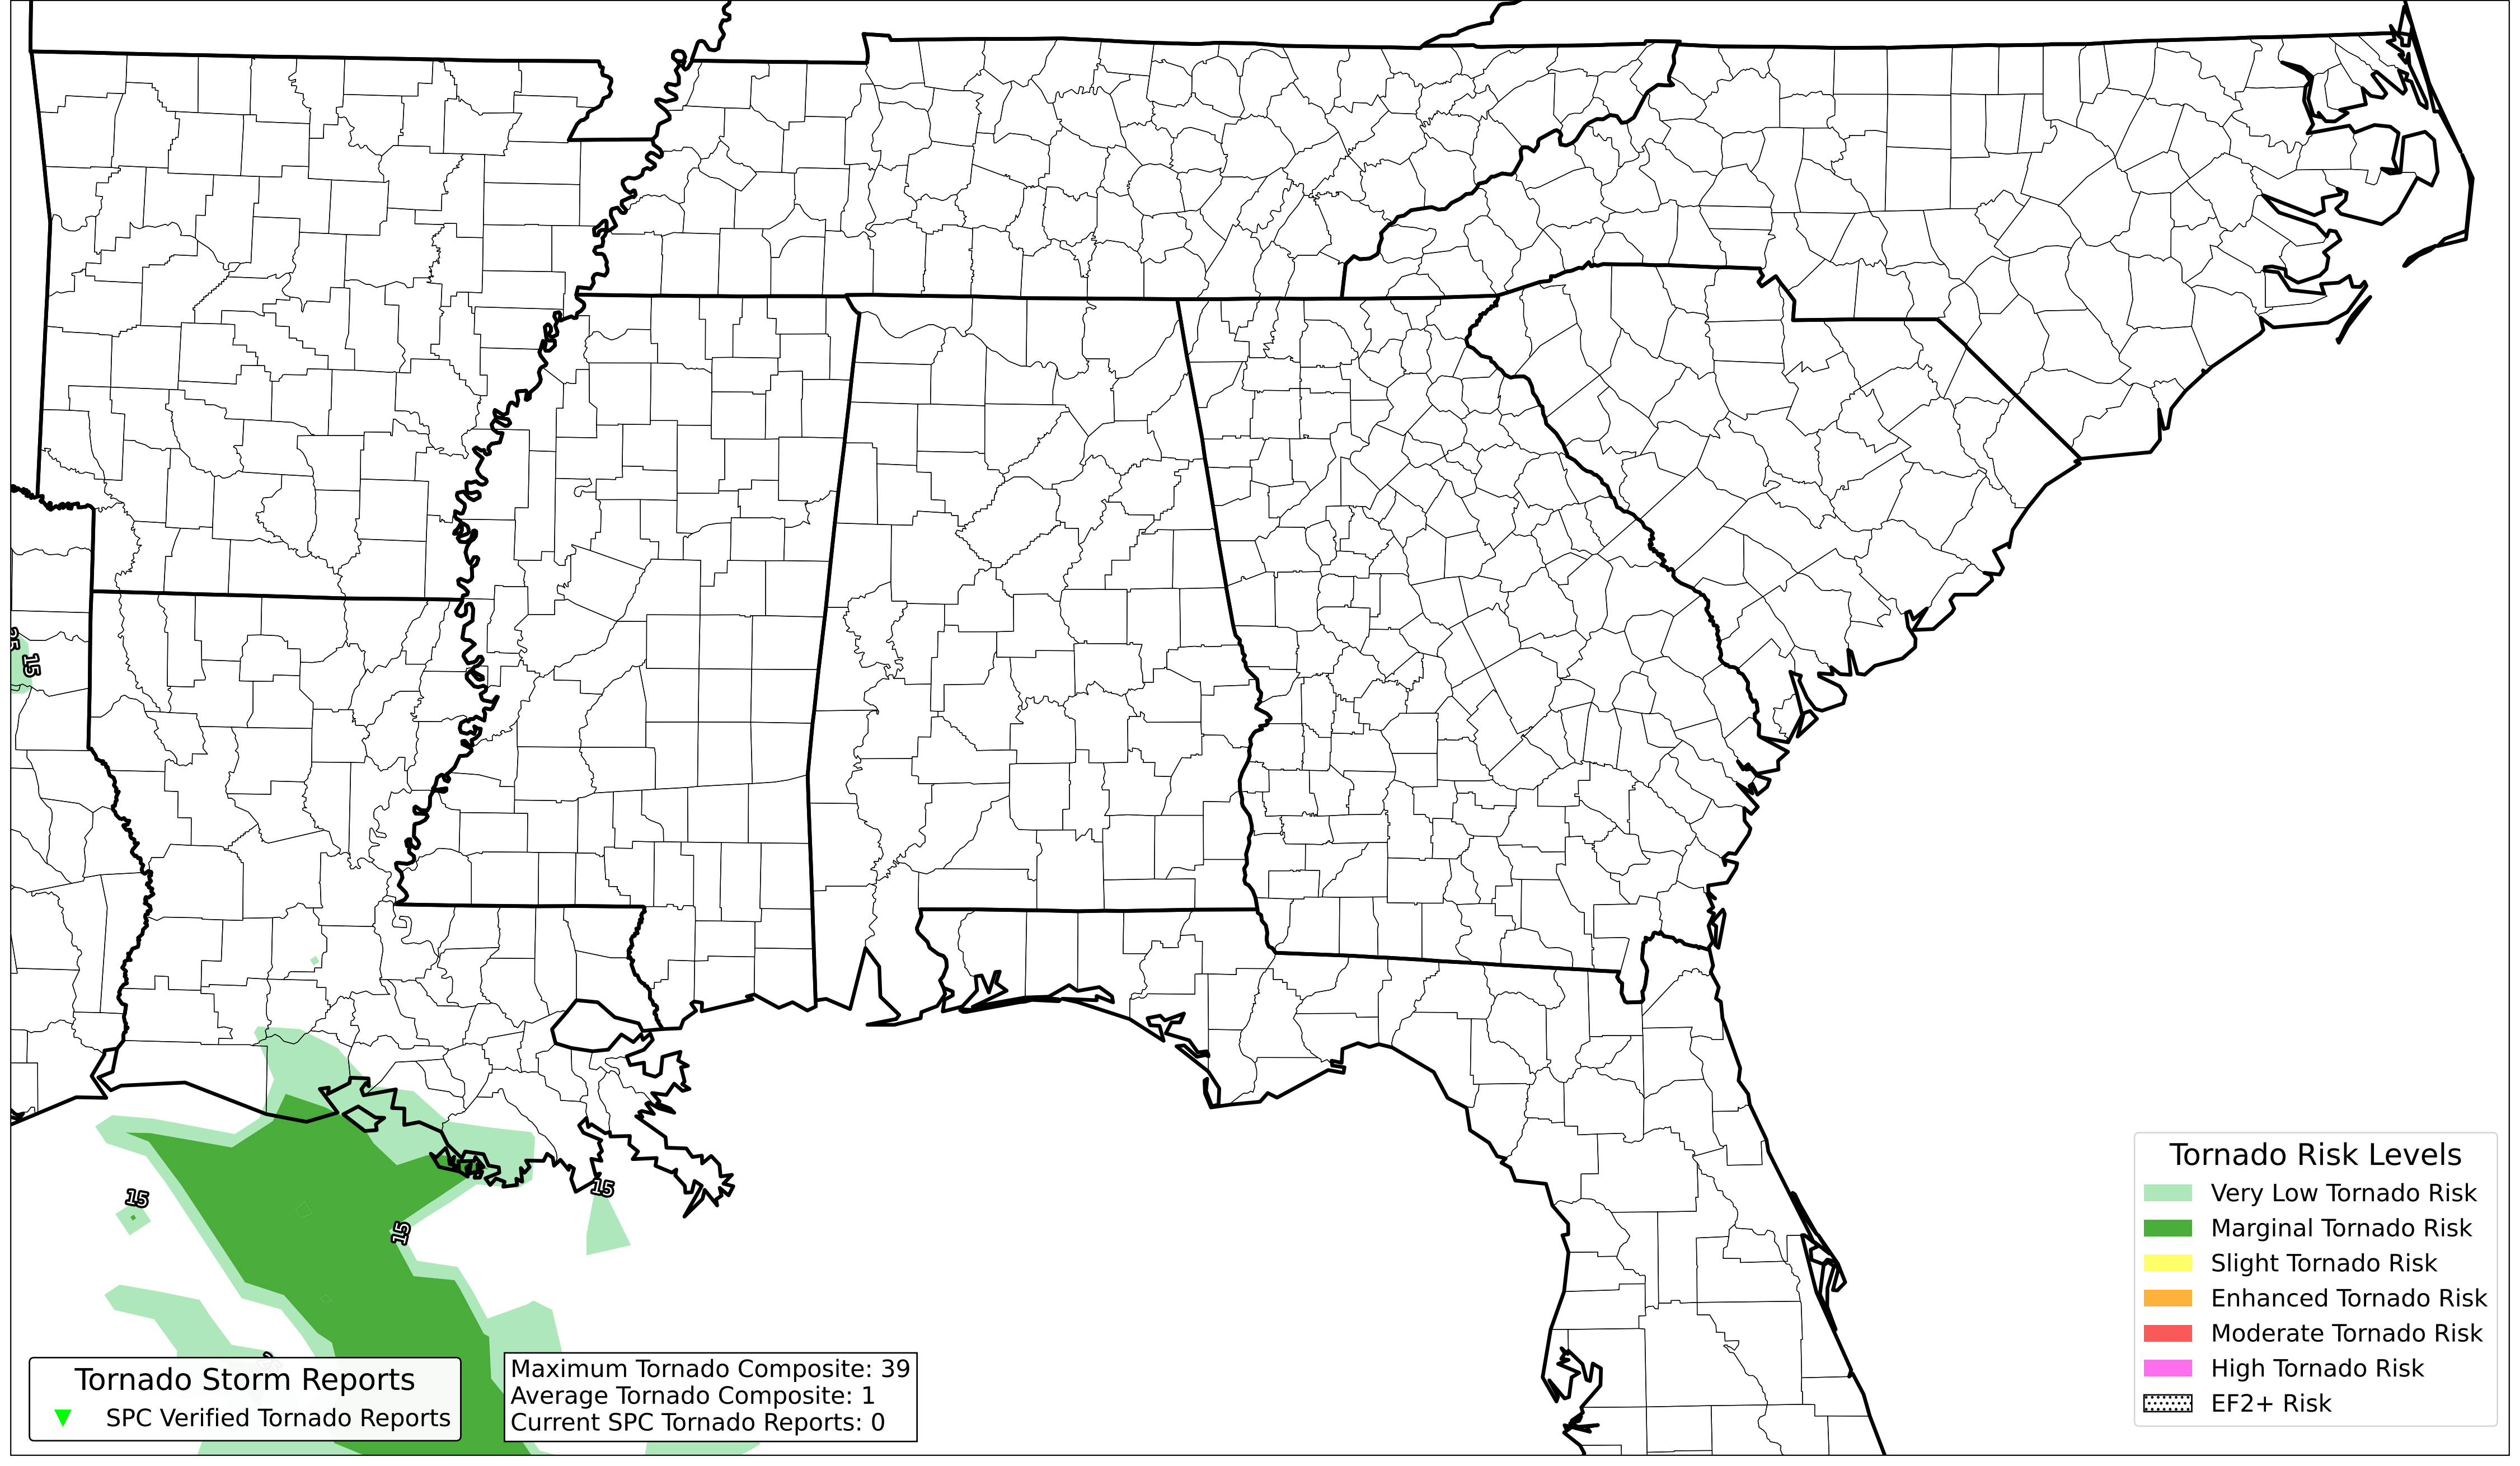 15
15
15
15
Tornado Storm Reports
SPC Verified Tornado Reports
Maximum Tornado Composite: 39
Average Tornado Composite: 1
Current SPC Tornado Reports: 0
Tornado Risk Levels
Very Low Tornado Risk
Marginal Tornado Risk
Slight Tornado Risk
Enhanced Tornado Risk
Moderate Tornado Risk
High Tornado Risk
EF2+ Risk